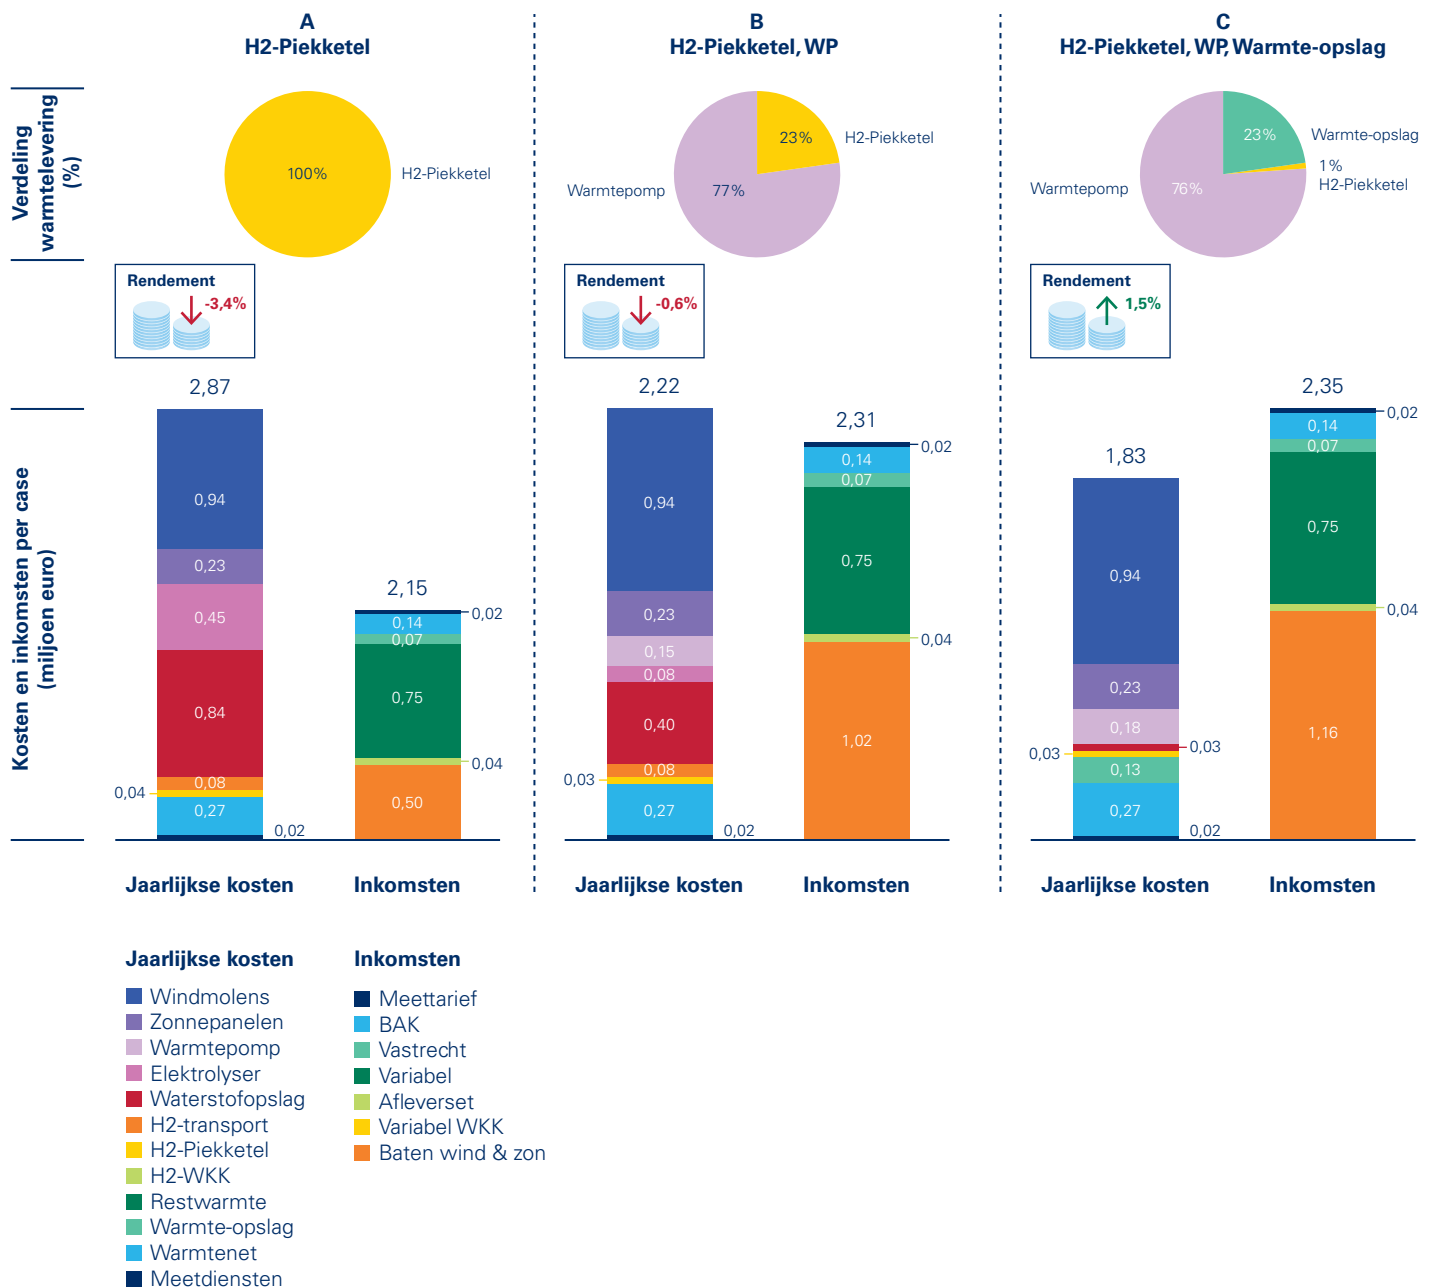 A
H2-Piekketel
B
H2-Piekketel, WP
C
H2-Piekketel, WP, Warmte-opslag
Verdeling
warmtelevering
(%)
100%
H2-Piekketel
23%
H2-Piekketel
Warmtepomp
77%
23%
Warmte-opslag
1%
H2-Piekketel
Warmtepomp
76%
Rendement
-3,4%
Rendement
-0,6%
Rendement
1,5%
Kosten en inkomsten per case
(miljoen euro)
2,87
0,94
0,23
0,45
0,84
0,08
0,04
0,27
0,02
2,15
0,02
0,14
0,07
0,75
0,04
0,50
2,22
0,94
0,23
0,15
0,08
0,40
0,08
0,03
0,27
0,02
2,31
0,02
0,14
0,07
0,75
0,04
1,02
1,83
0,94
0,23
0,18
0,03
0,03
0,13
0,27
0,02
2,35
0,02
0,14
0,07
0,75
0,04
1,16
Jaarlijkse kosten
Inkomsten
Jaarlijkse kosten
Inkomsten
Jaarlijkse kosten
Inkomsten
Jaarlijkse kosten
Windmolens
Zonnepanelen
Warmtepomp
Elektrolyser
Waterstofopslag
H2-transport
H2-Piekketel
H2-WKK
Restwarmte
Warmte-opslag
Warmtenet
Meetdiensten
Inkomsten
Meettarief
BAK
Vastrecht
Variabel
Afleverset
Variabel WKK
Baten wind & zon